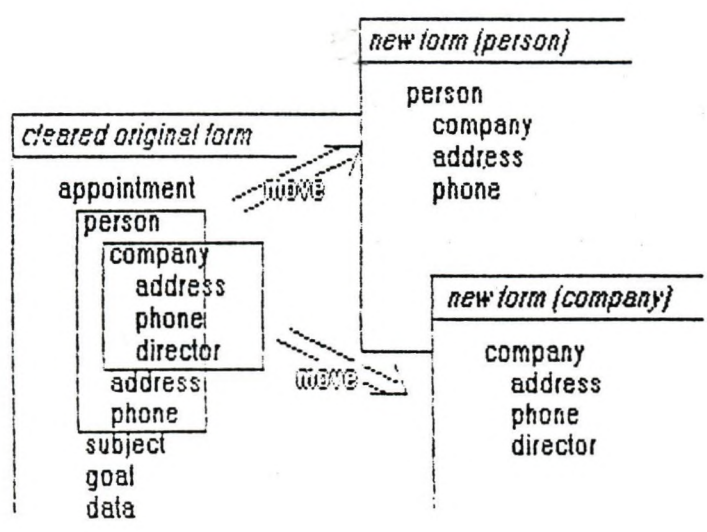 new form (person)
person
company
address
phone
cleared original form
appointment
person
company
address
phone
director
address
phone
subject
goal
data
move
move
new form (company)
company
address
phone
director